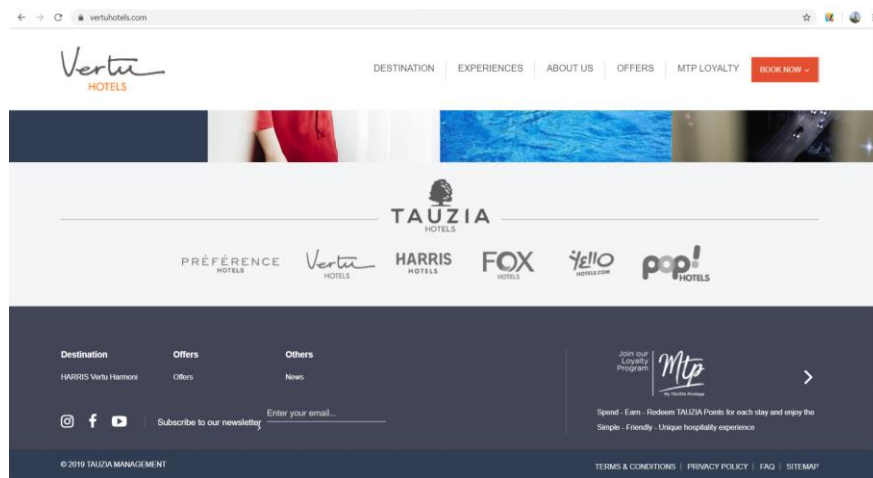 vertuhotels.com
Vertu
HOTELS
DESTINATION
EXPERIENCES
ABOUT US
OFFERS
MTP LOYALTY
BOOK NOW
TAUZIA
HOTELS
PRÉFÉRENCE
HOTELS
Vertu
HOTELS
HARRIS
HOTELS
FOX
HOTELS
YELLO
HOTELS.COM
pop!
HOTELS
Destination
HARRIS Vertu Harmoni
Offers
Offers
Others
News
Subscribe to our newsletter
Enter your email...
Join our
Loyalty
Program
Mtp
My TAUZIA Privilege
Spend - Earn - Redeem TAUZIA Points for each stay and enjoy the
Simple - Friendly - Unique hospitality experience
© 2019 TAUZIA MANAGEMENT
TERMS & CONDITIONS | PRIVACY POLICY | FAQ | SITEMAP